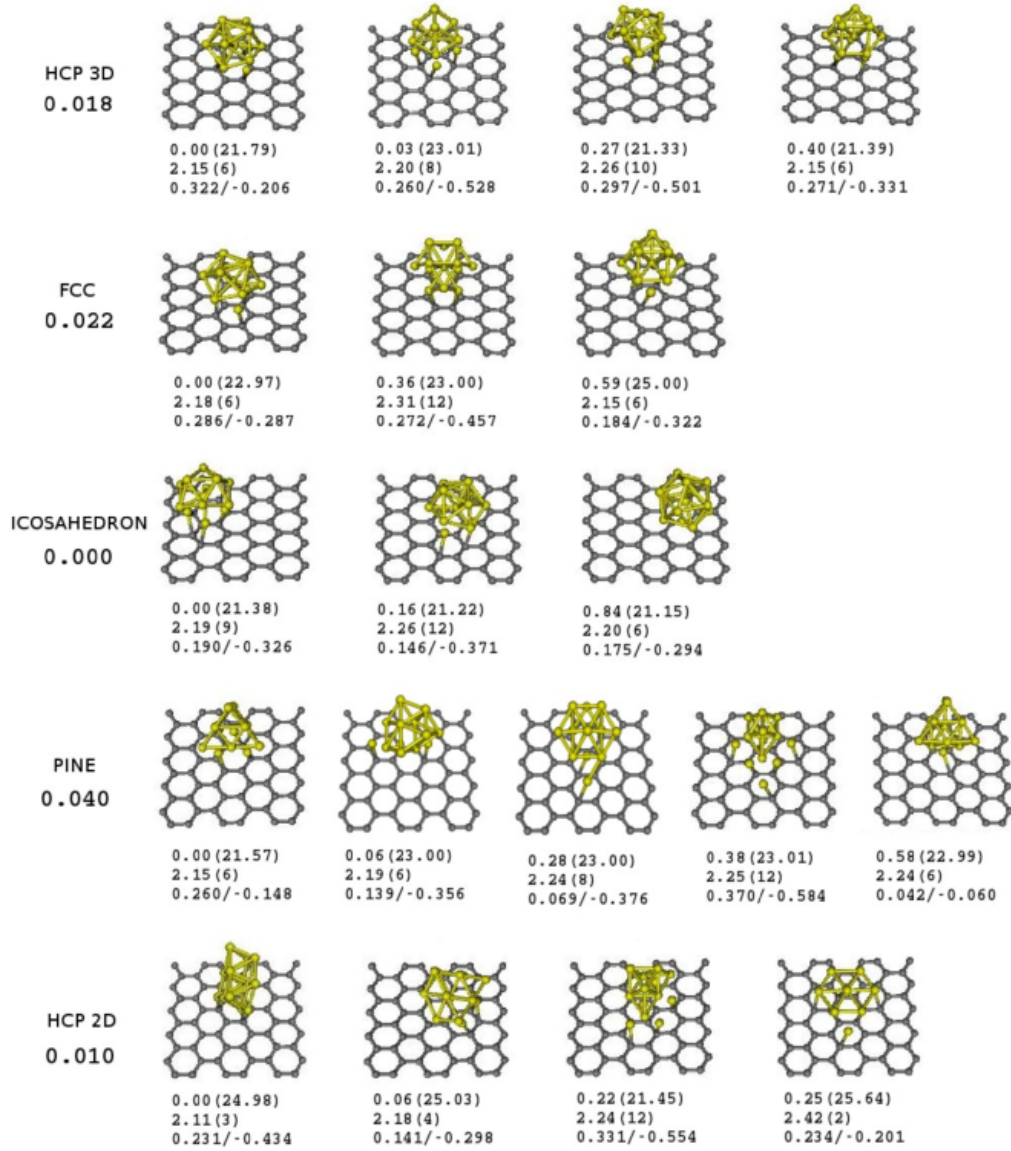 HCP 3D
0.018
0.00(21.79) 0.03(23.01) 0.27(21.33) 0.40(21.39)
2.15(6) 2.20(8) 2.26(10) 2.15(6)
0.322/-0.206 0.260/-0.528 0.297/-0.501 0.271/-0.331
FCC
0.022
0.00(22.97) 0.36(23.00) 0.59(25.00)
2.18(6) 2.31(12) 2.15(6)
0.286/-0.287 0.272/-0.457 0.184/-0.322
ICOSAHEDRON
0.000
0.00(21.38) 0.16(21.22) 0.84(21.15)
2.19(9) 2.26(12) 2.20(6)
0.190/-0.326 0.146/-0.371 0.175/-0.294
PINE
0.040
0.00(21.57) 0.06(23.00) 0.28(23.00) 0.38(23.01) 0.58(22.99)
2.15(6) 2.19(6) 2.24(8) 2.25(12) 2.24(6)
0.260/-0.148 0.139/-0.356 0.069/-0.376 0.370/-0.584 0.042/-0.060
HCP 2D
0.010
0.00(24.98) 0.06(25.03) 0.22(21.45) 0.25(25.64)
2.11(3) 2.18(4) 2.24(12) 2.42(2)
0.231/-0.434 0.141/-0.298 0.331/-0.554 0.234/-0.201